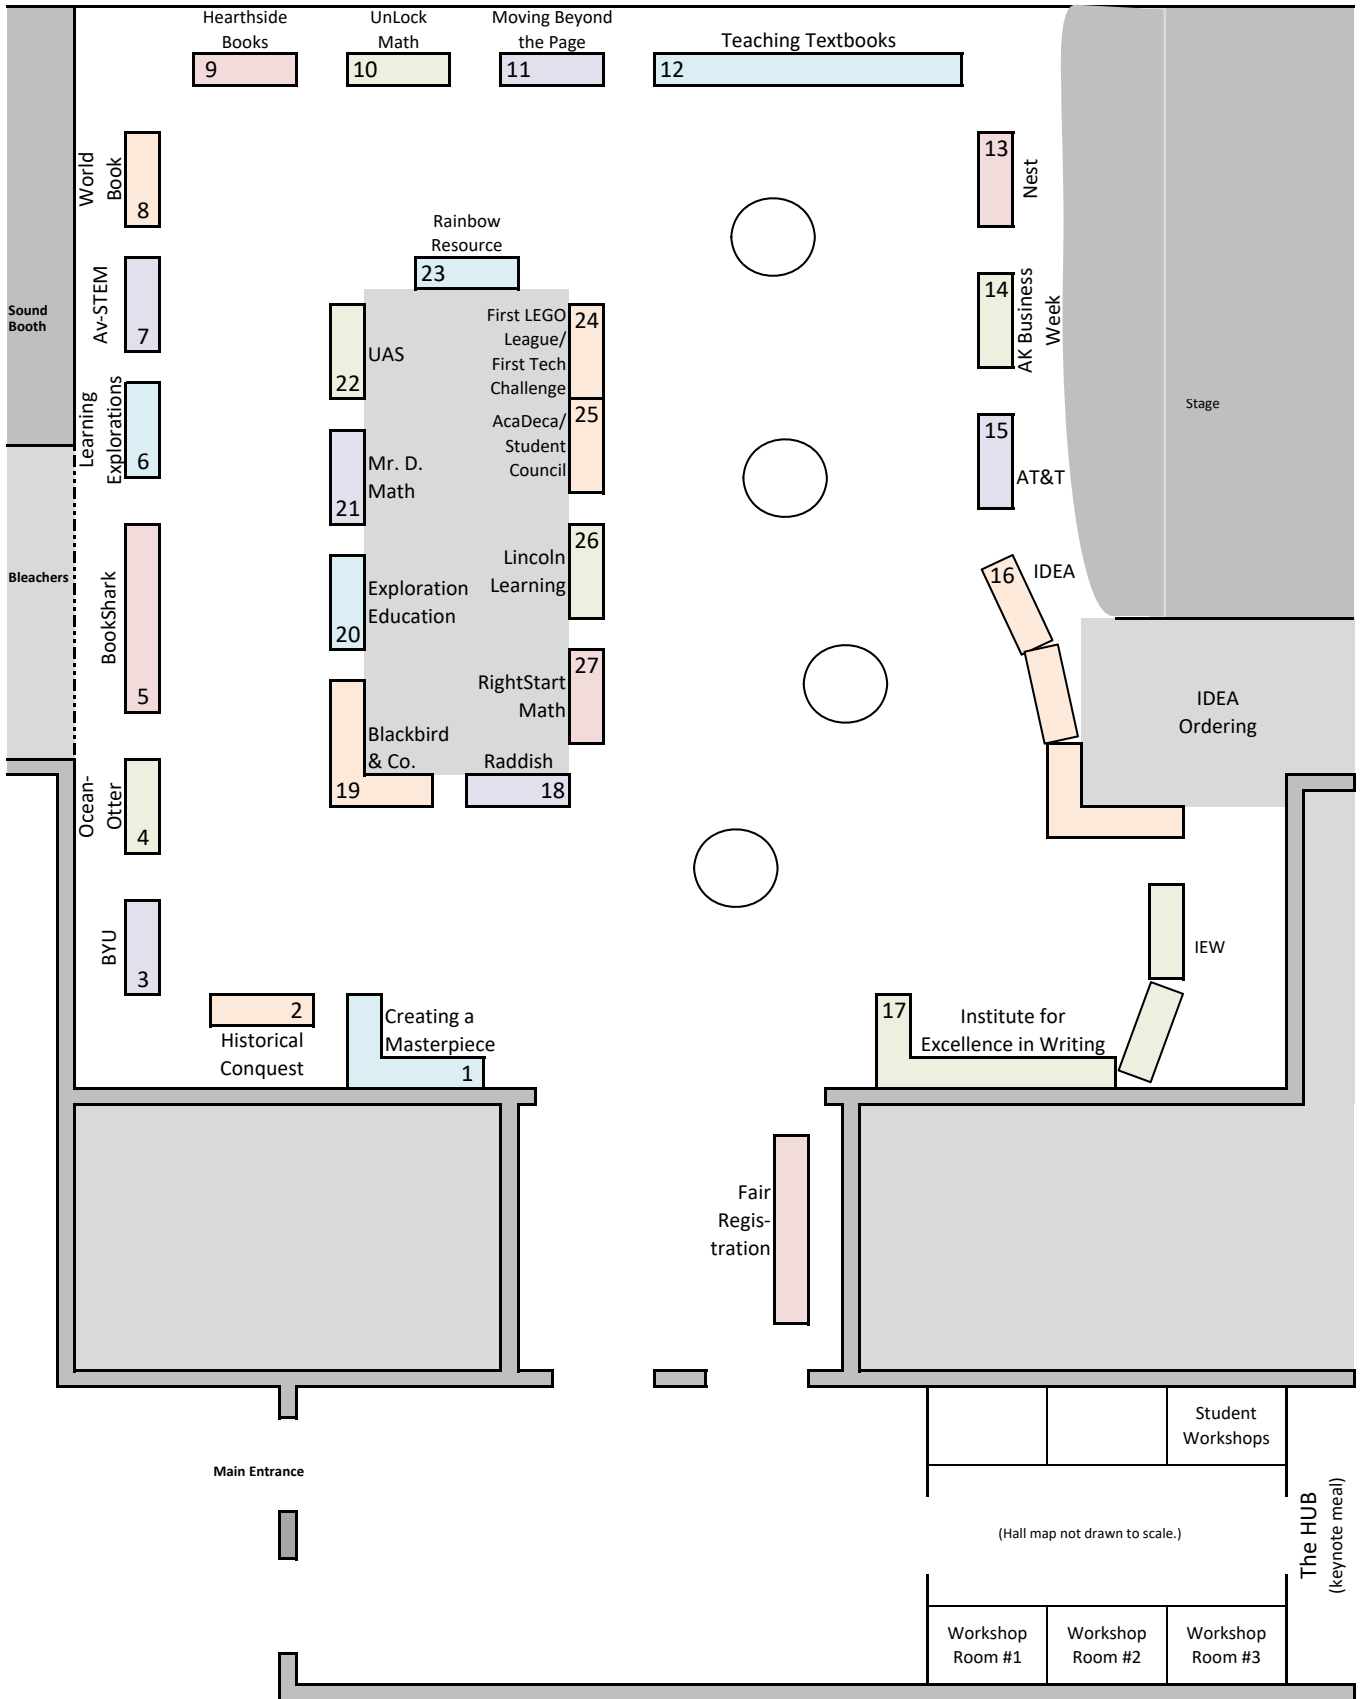 Hearthside
Books
9
UnLock
Math
10
Moving Beyond
the Page
11
Teaching Textbooks
12
World
Book
8
Av-STEM
7
Learning
Explorations
6
BookShark
5
Ocean-
Otter
4
BYU
3
Sound
Booth
Bleachers
Rainbow
Resource
23
UAS
22
Mr. D.
Math
21
Exploration
Education
20
Blackbird
& Co.
19
First LEGO
League/
First Tech
Challenge
24
AcaDeca/
Student
Council
25
Lincoln
Learning
26
RightStart
Math
27
Raddish
18
13
Nest
14
AK Business
Week
15
AT&T
16
IDEA
Stage
IDEA
Ordering
IEW
17
Institute for
Excellence in Writing
2
Historical
Conquest
Creating a
Masterpiece
1
Fair
Regis-
tration
Main Entrance
Student
Workshops
(Hall map not drawn to scale.)
The HUB
(keynote meal)
Workshop
Room #1
Workshop
Room #2
Workshop
Room #3